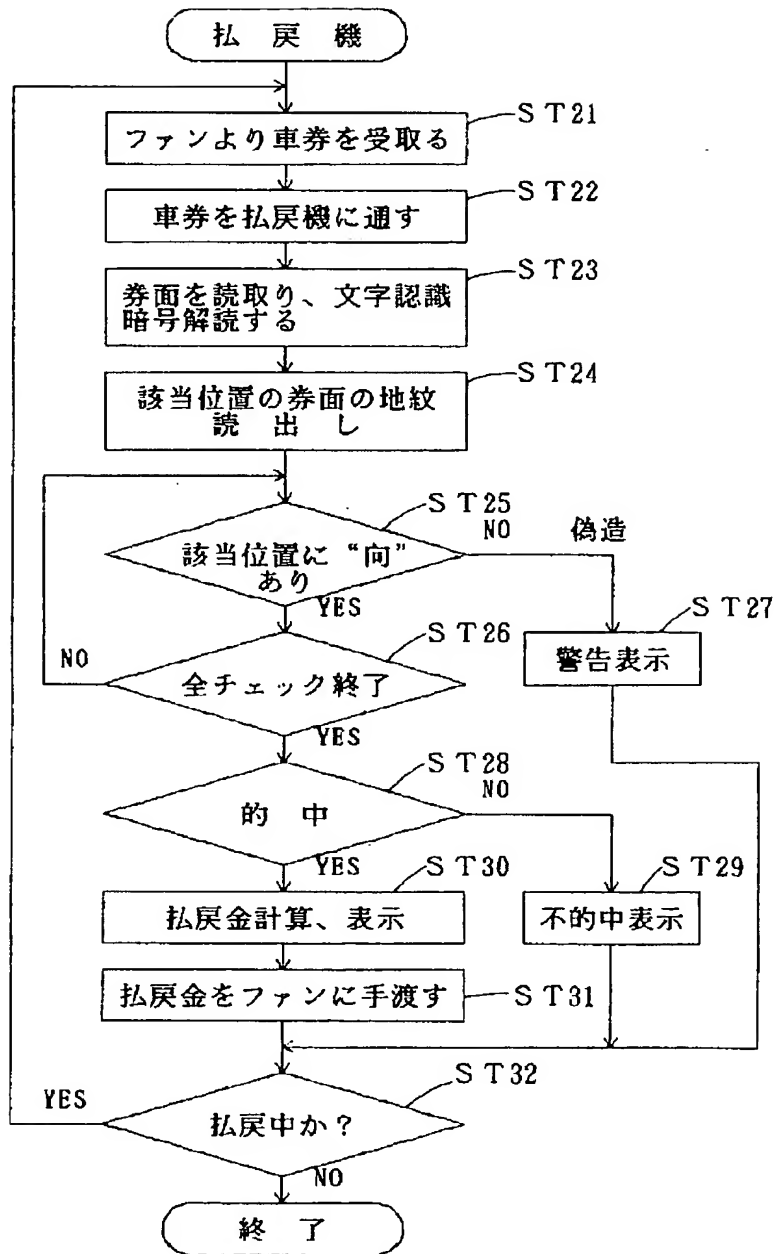 払戻機
ST21
ファンより車券を受取る
ST22
車券を払戻機に通す
ST23
券面を読取り、文字認識
暗号解読する
ST24
該当位置の券面の地紋
読出し
ST25
NO
偽造
該当位置に“向”
あり
YES
ST26
ST27
NO
全チェック終了
警告表示
YES
ST28
NO
的中
YES
ST30
ST29
払戻金計算、表示
不的中表示
払戻金をファンに手渡す
ST31
ST32
YES
払戻中か?
NO
終了